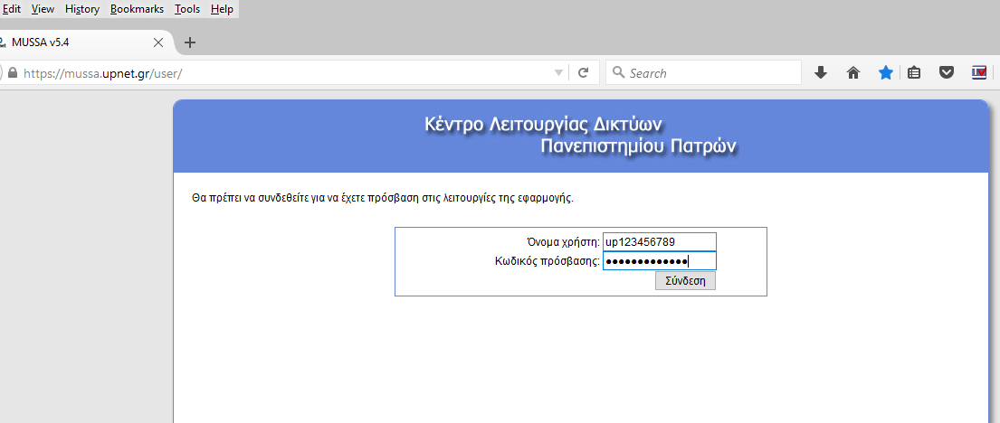 Edit View History Bookmarks Tools Help
MUSSA v5.4
https://mussa.upnet.gr/user/ Search
Κέντρο Λειτουργίας Δικτύων
Πανεπιστημίου Πατρών
Θα πρέπει να συνδεθείτε για να έχετε πρόσβαση στις λειτουργίες της εφαρμογής.
Όνομα χρήστη: up123456789
Κωδικός πρόσβασης: •••••••••••••
Σύνδεση